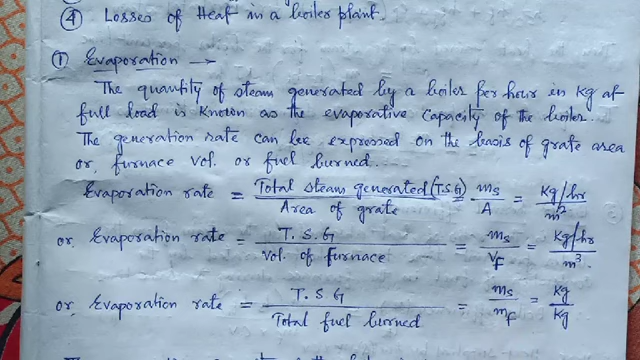 ④ Losses of Heat in a boiler plant.
① Evaporation →
The quantity of steam generated by a boiler per hour in Kg at
full load is Known as the evaporative capacity of the boiler.
The generation rate can be expressed on the basis of grate area
or, furnace vol. or fuel burned...
Evaporation rate = Total steam generated (T.S.G) / Area of grate = ms / A = Kg/hr / m²
or, Evaporation rate = T. S. G / Vol. of furnace = ms / VF = Kg/hr / m³.
or, Evaporation rate = T. S. G / Total fuel burned = ms / mF = Kg / Kg